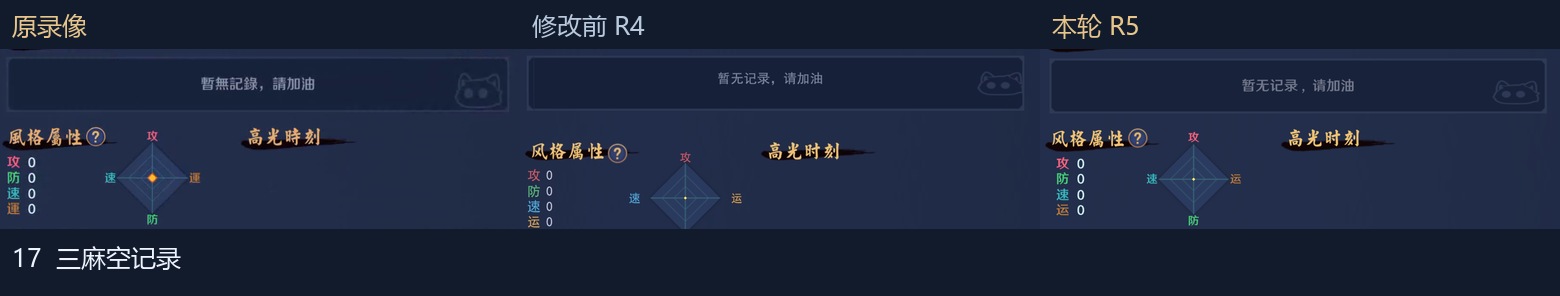 原录像
暫無記錄，請加油
風格属性?
高光時刻
攻 0
防 0
速 0
運 0
攻
速
運
防
修改前 R4
暂无记录，请加油
风格属性?
高光时刻
攻 0
防 0
速 0
运 0
攻
速
运
本轮 R5
暂无记录，请加油
风格属性?
高光时刻
攻 0
防 0
速 0
运 0
攻
速
运
防
17 三麻空记录